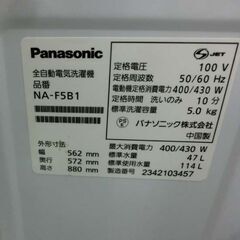 Panasonic
全自動電気洗濯機
品番
NA-F5B1
外形寸法
幅 562 mm
奥行 572 mm
高さ 880 mm
JET
定格電圧 100 V
定格周波数 50/60 Hz
電動機定格消費電力 400/430 W
定格時間 洗いのみ 10 分
標準洗濯容量 5.0 kg
PSE
パナソニック株式会社
中国製
最大消費電力 400/430 W
標準水量 47 L
標準使用水量 114 L
2342103457